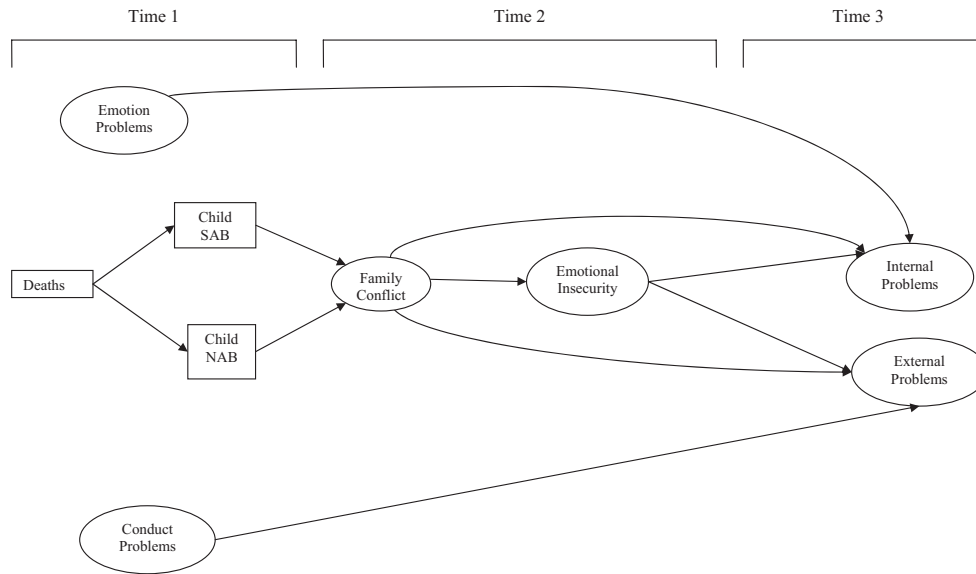 Time 1
Time 2
Time 3
Emotion
Problems
Child
SAB
Deaths
Family
Conflict
Emotional
Insecurity
Internal
Problems
Child
NAB
External
Problems
Conduct
Problems